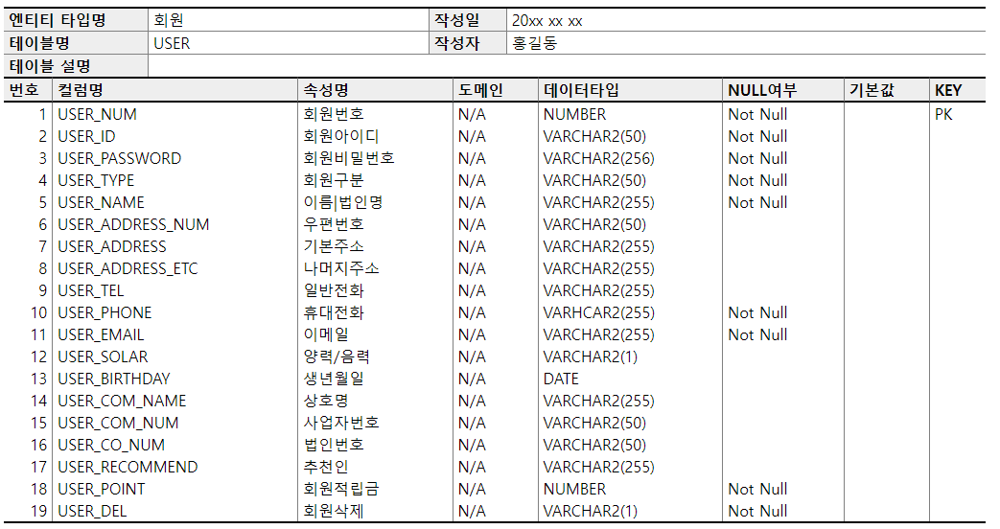 엔티티 타입명 회원 작성일 20xx xx xx
테이블명 USER 작성자 홍길동
테이블 설명
번호 컬럼명 속성명 도메인 데이터타입 NULL여부 기본값 KEY
1 USER_NUM 회원번호 N/A NUMBER Not Null PK
2 USER_ID 회원아이디 N/A VARCHAR2(50) Not Null
3 USER_PASSWORD 회원비밀번호 N/A VARCHAR2(256) Not Null
4 USER_TYPE 회원구분 N/A VARCHAR2(50) Not Null
5 USER_NAME 이름|법인명 N/A VARCHAR2(255) Not Null
6 USER_ADDRESS_NUM 우편번호 N/A VARCHAR2(50)
7 USER_ADDRESS 기본주소 N/A VARCHAR2(255)
8 USER_ADDRESS_ETC 나머지주소 N/A VARCHAR2(255)
9 USER_TEL 일반전화 N/A VARCHAR2(255)
10 USER_PHONE 휴대전화 N/A VARHCAR2(255) Not Null
11 USER_EMAIL 이메일 N/A VARCHAR2(255) Not Null
12 USER_SOLAR 양력/음력 N/A VARCHAR2(1)
13 USER_BIRTHDAY 생년월일 N/A DATE
14 USER_COM_NAME 상호명 N/A VARCHAR2(255)
15 USER_COM_NUM 사업자번호 N/A VARCHAR2(50)
16 USER_CO_NUM 법인번호 N/A VARCHAR2(50)
17 USER_RECOMMEND 추천인 N/A VARCHAR2(255)
18 USER_POINT 회원적립금 N/A NUMBER Not Null
19 USER_DEL 회원삭제 N/A VARCHAR2(1) Not Null